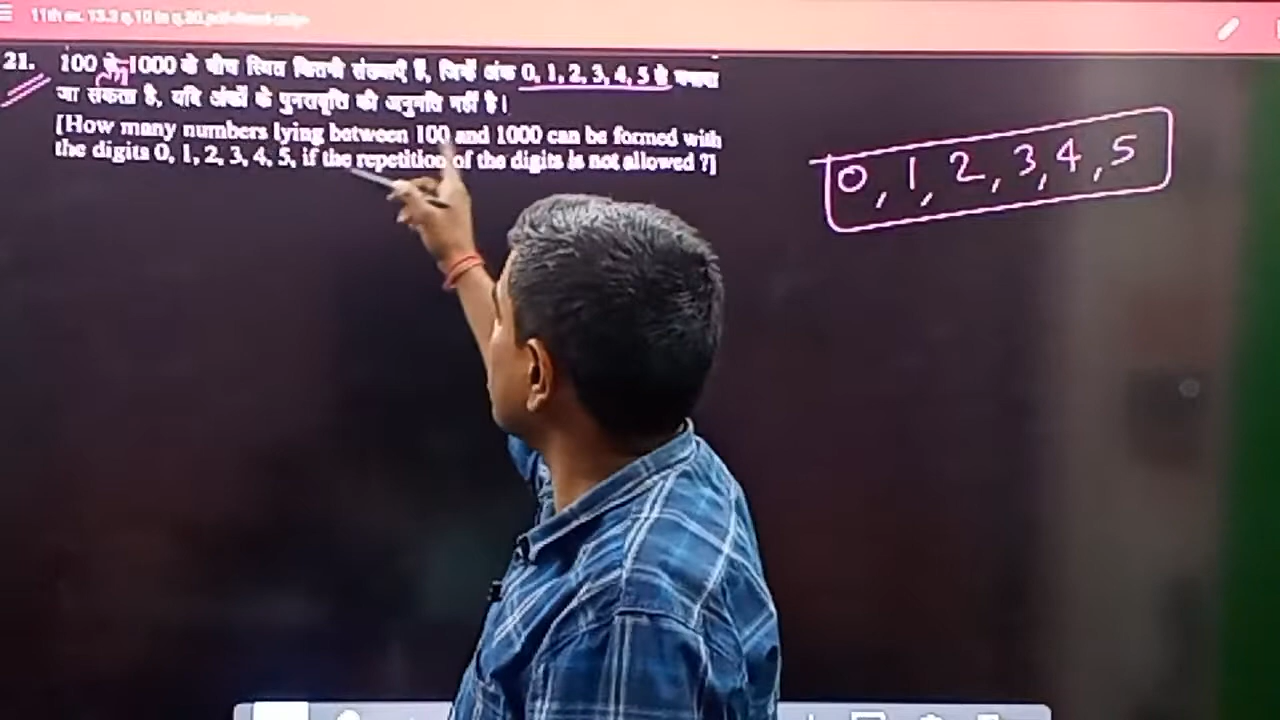 21. 100 से 1000 के बीच स्थित कितनी संख्याएँ हैं, जिन्हें अंक 0, 1, 2, 3, 4, 5 से बनाया
जा सकता है, यदि अंकों के पुनरावृत्ति की अनुमति नहीं है।
[How many numbers lying between 100 and 1000 can be formed with
the digits 0, 1, 2, 3, 4, 5, if the repetition of the digits is not allowed ?]
0, 1, 2, 3, 4, 5